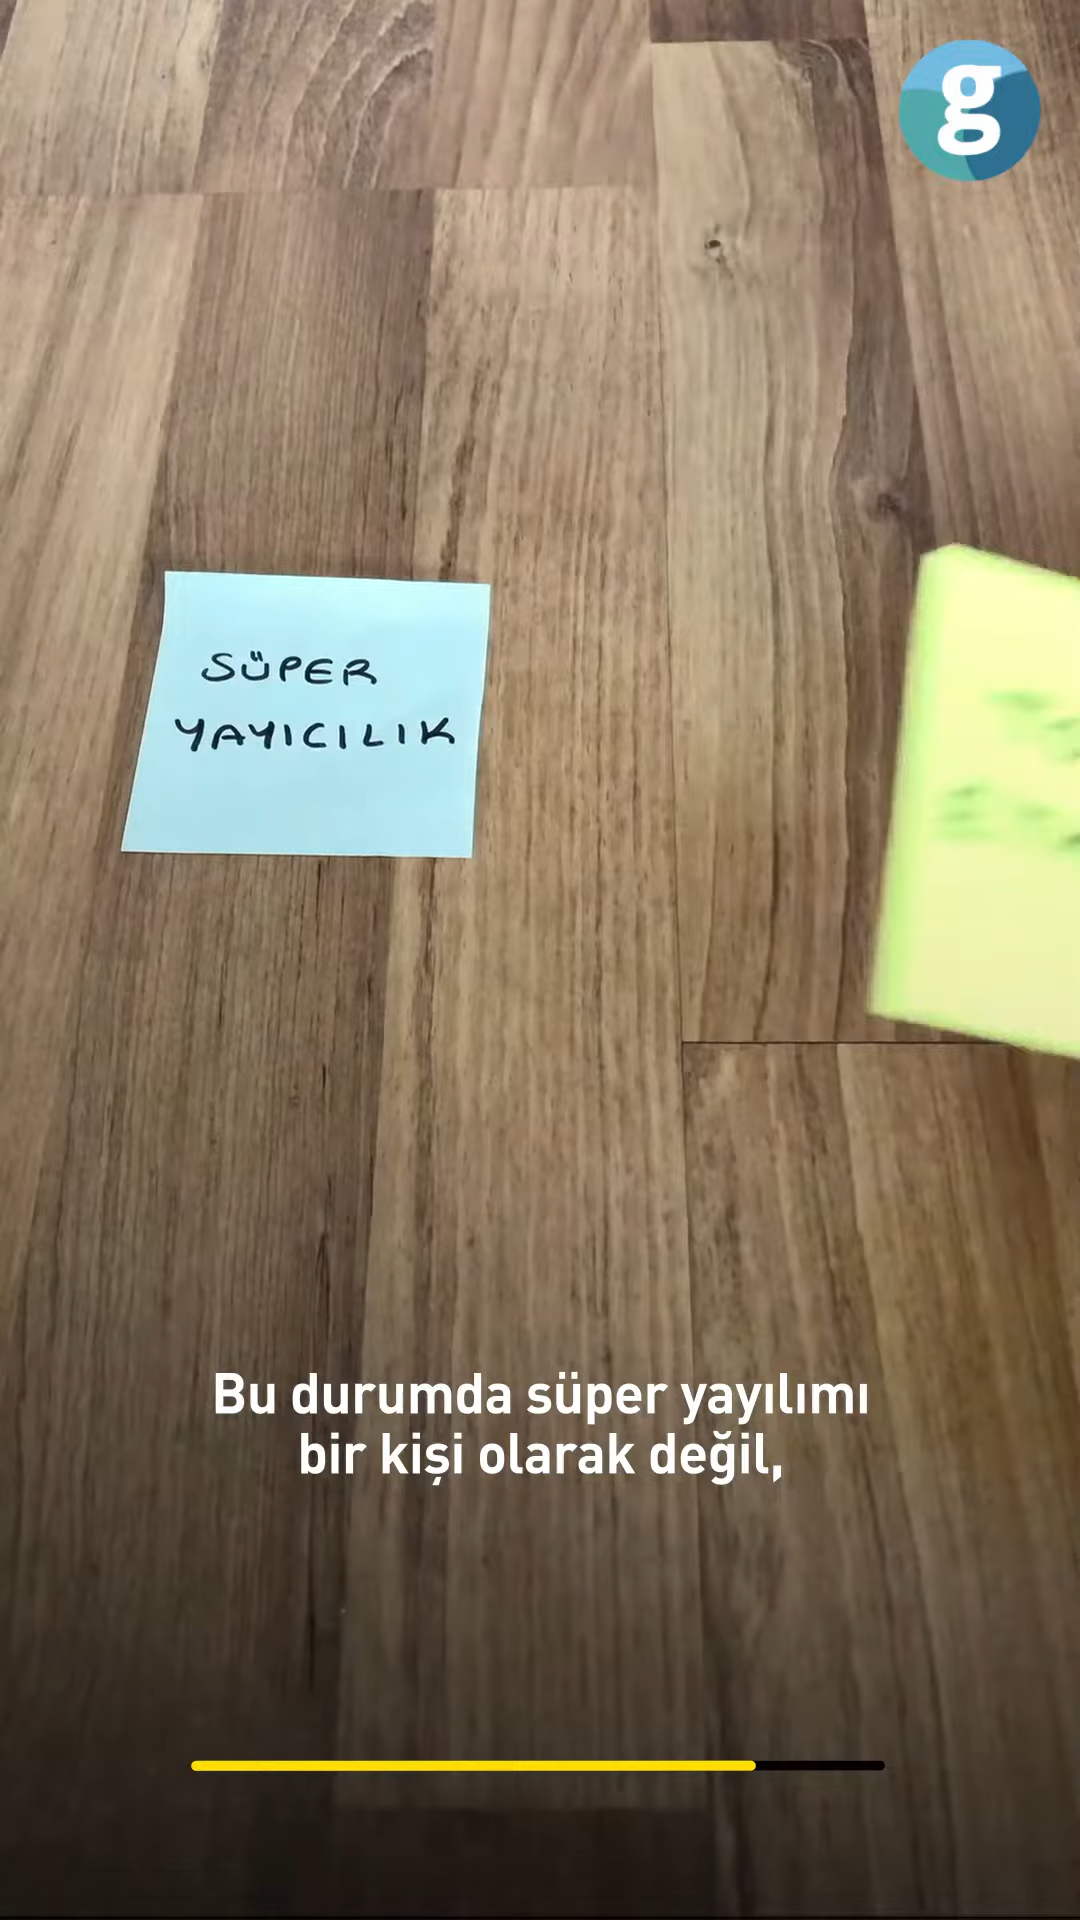 g
SÜPER
YAYICILIK
Bu durumda süper yayılımı
bir kişi olarak değil,